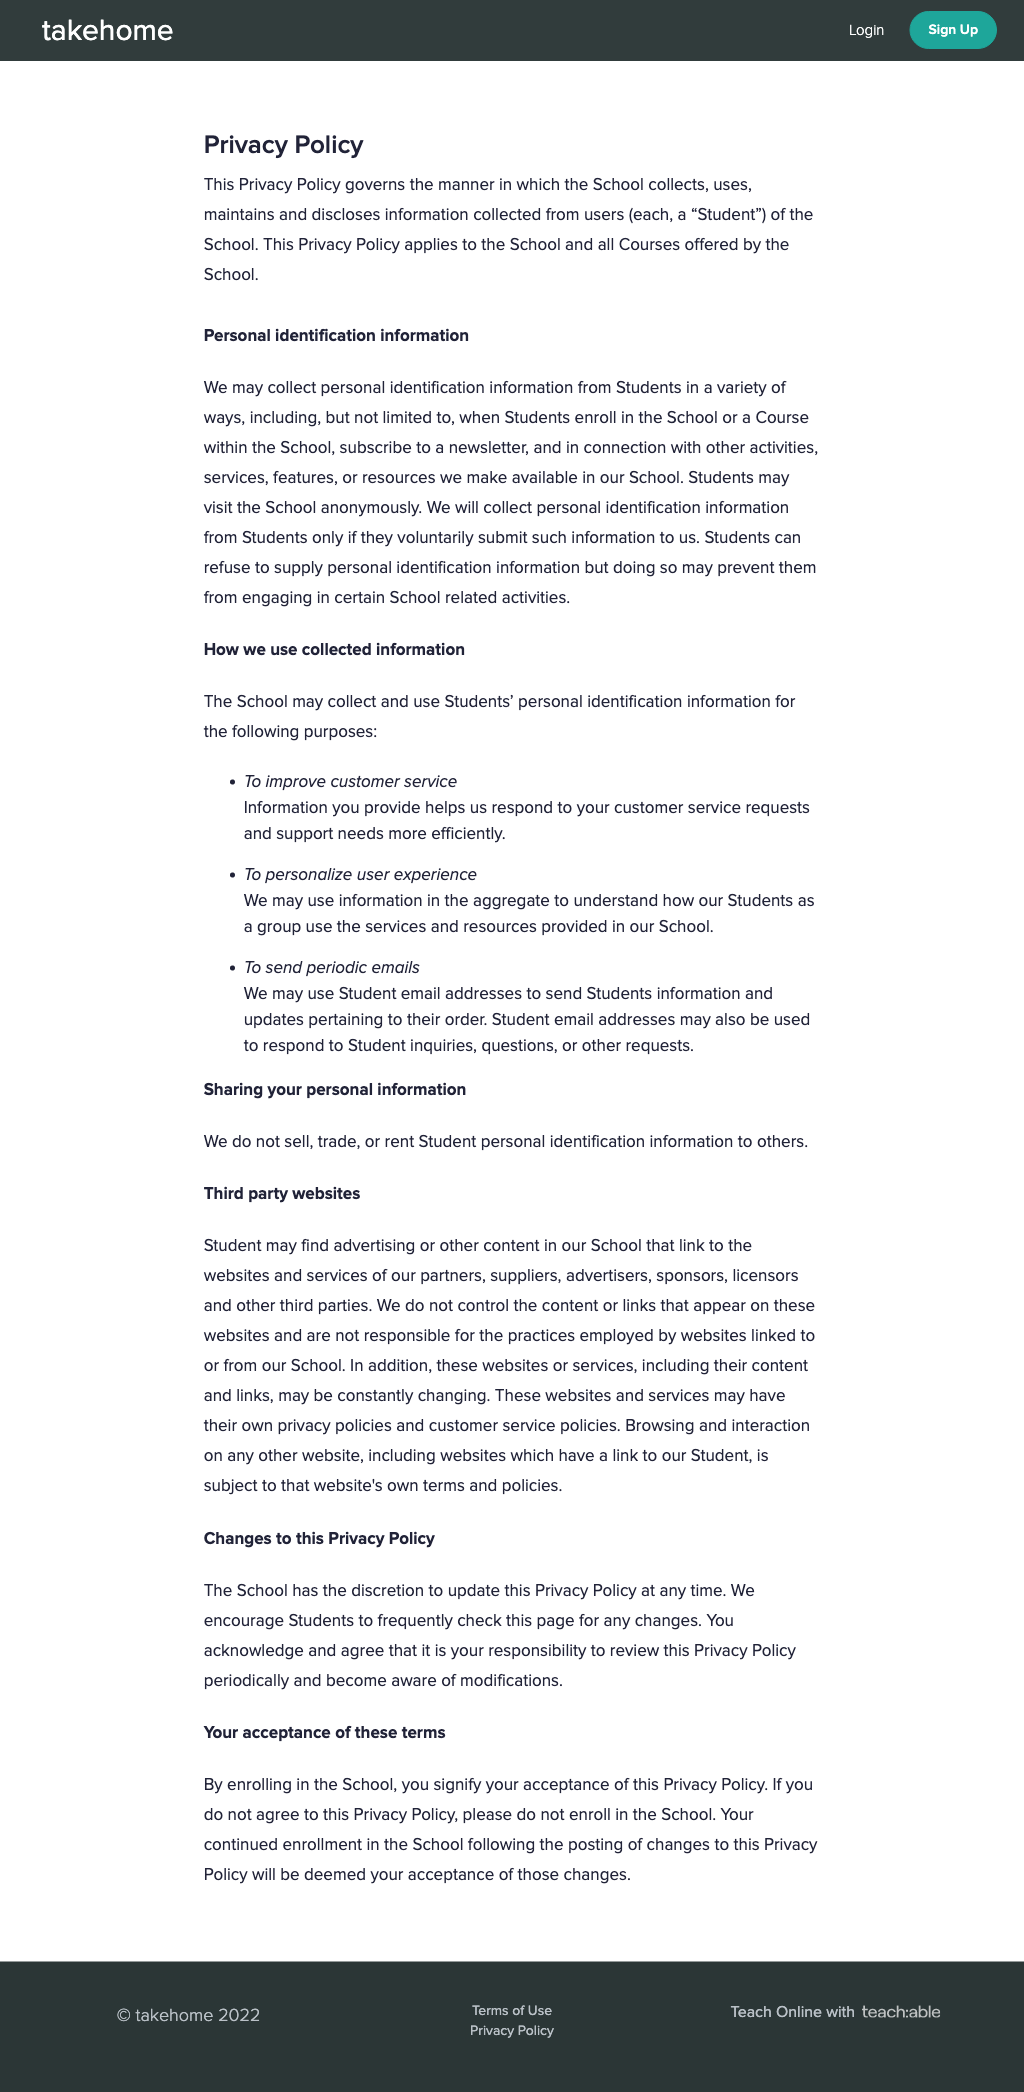 takehome
Login
Sign Up
Privacy Policy
This Privacy Policy governs the manner in which the School collects, uses,
maintains and discloses information collected from users (each, a “Student”) of the
School. This Privacy Policy applies to the School and all Courses offered by the
School.
Personal identification information
We may collect personal identification information from Students in a variety of
ways, including, but not limited to, when Students enroll in the School or a Course
within the School, subscribe to a newsletter, and in connection with other activities,
services, features, or resources we make available in our School. Students may
visit the School anonymously. We will collect personal identification information
from Students only if they voluntarily submit such information to us. Students can
refuse to supply personal identification information but doing so may prevent them
from engaging in certain School related activities.
How we use collected information
The School may collect and use Students’ personal identification information for
the following purposes:
• To improve customer service
Information you provide helps us respond to your customer service requests
and support needs more efficiently.
• To personalize user experience
We may use information in the aggregate to understand how our Students as
a group use the services and resources provided in our School.
• To send periodic emails
We may use Student email addresses to send Students information and
updates pertaining to their order. Student email addresses may also be used
to respond to Student inquiries, questions, or other requests.
Sharing your personal information
We do not sell, trade, or rent Student personal identification information to others.
Third party websites
Student may find advertising or other content in our School that link to the
websites and services of our partners, suppliers, advertisers, sponsors, licensors
and other third parties. We do not control the content or links that appear on these
websites and are not responsible for the practices employed by websites linked to
or from our School. In addition, these websites or services, including their content
and links, may be constantly changing. These websites and services may have
their own privacy policies and customer service policies. Browsing and interaction
on any other website, including websites which have a link to our Student, is
subject to that website's own terms and policies.
Changes to this Privacy Policy
The School has the discretion to update this Privacy Policy at any time. We
encourage Students to frequently check this page for any changes. You
acknowledge and agree that it is your responsibility to review this Privacy Policy
periodically and become aware of modifications.
Your acceptance of these terms
By enrolling in the School, you signify your acceptance of this Privacy Policy. If you
do not agree to this Privacy Policy, please do not enroll in the School. Your
continued enrollment in the School following the posting of changes to this Privacy
Policy will be deemed your acceptance of those changes.
© takehome 2022
Terms of Use
Privacy Policy
Teach Online with teach:able